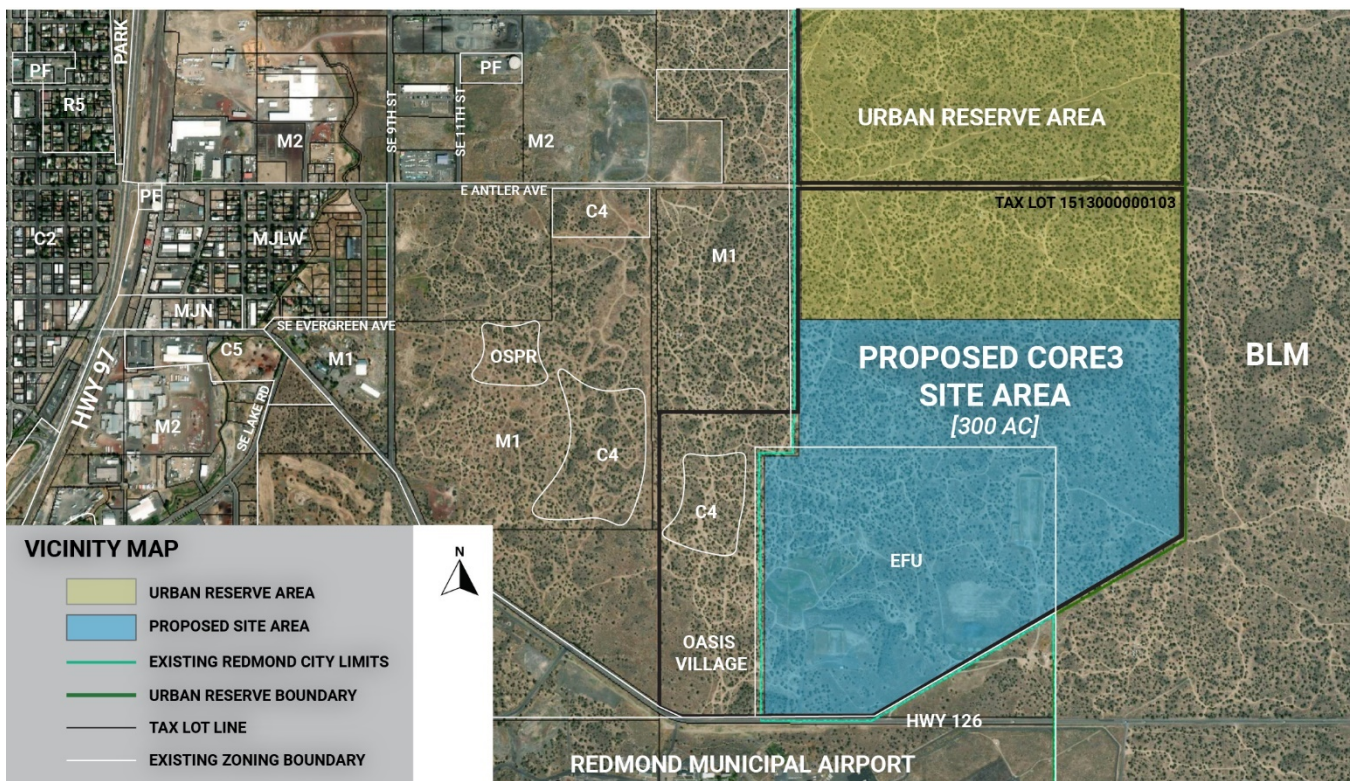 PARK
PF
R5
PF
M2
SE 9TH ST
SE 11TH ST
M2
URBAN RESERVE AREA
E ANTLER AVE
PF
TAX LOT 1513000000103
C4
C2
MJLW
M1
MJN
SE EVERGREEN AVE
HWY 97
C5
M1
OSPR
PROPOSED CORE3
SITE AREA
[300 AC]
BLM
M2
SE LAKE RD
M1
C4
C4
EFU
OASIS
VILLAGE
HWY 126
REDMOND MUNICIPAL AIRPORT
VICINITY MAP
N
URBAN RESERVE AREA
PROPOSED SITE AREA
EXISTING REDMOND CITY LIMITS
URBAN RESERVE BOUNDARY
TAX LOT LINE
EXISTING ZONING BOUNDARY